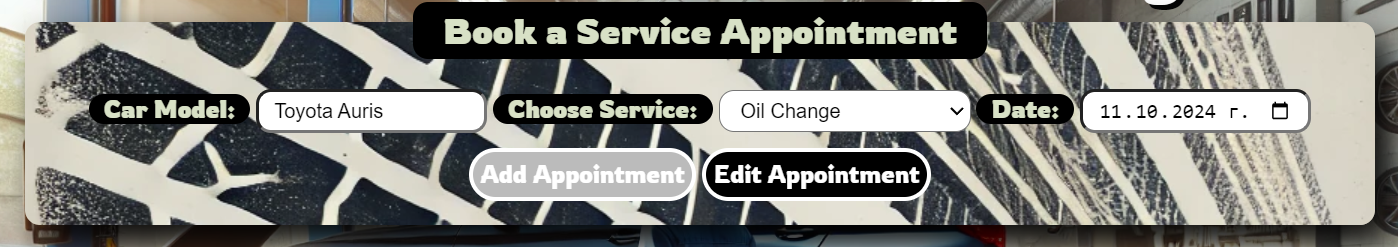 Book a Service Appointment
Car Model: Toyota Auris Choose Service: Oil Change Date: 11.10.2024 г.
Add Appointment Edit Appointment